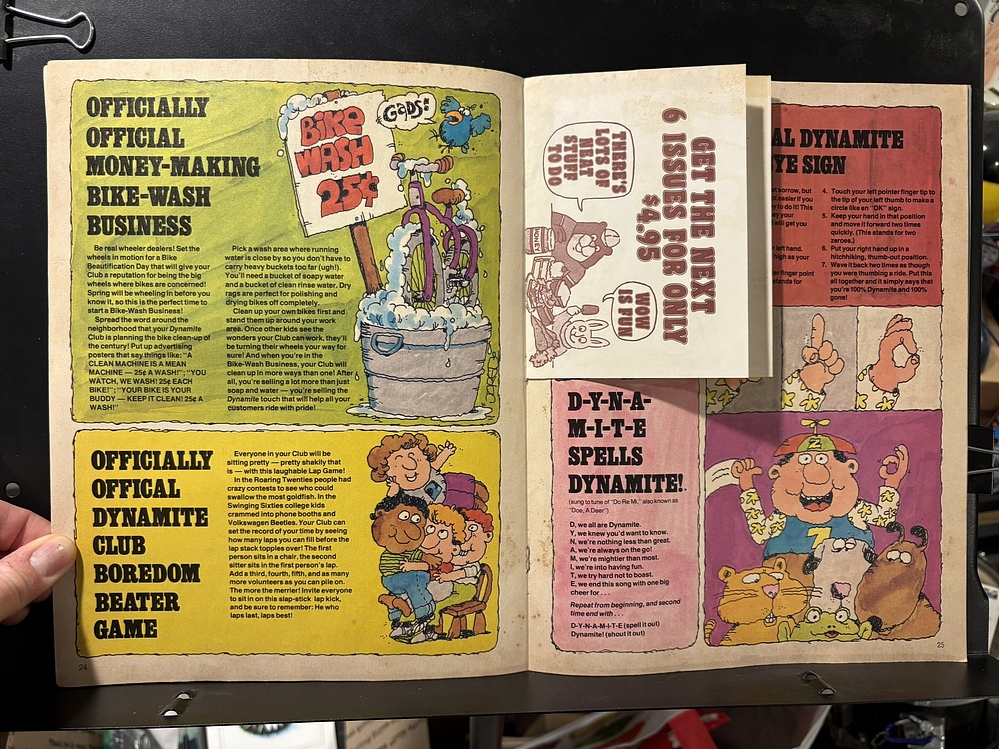 OFFICIALLY
OFFICIAL
MONEY-MAKING
BIKE-WASH
BUSINESS
Be real wheeler dealers! Set the
wheels in motion for a Bike
Beautification Day that will give your
Club a reputation for being the big
wheels where bikes are concerned!
Spring will be wheeling in before you
know it, so this is the perfect time to
start a Bike-Wash Business!
Spread the word around the
neighborhood that your Dynamite
Club is planning the bike clean-up of
the century! Put up advertising
posters that say things like: "A
CLEAN MACHINE IS A MEAN
MACHINE — 25¢ A WASH!"; "YOU
WATCH, WE WASH! 25¢ EACH
BIKE!"; "YOUR BIKE IS YOUR
BUDDY — KEEP IT CLEAN! 25¢ A
WASH!"
Pick a wash area where running
water is close by so you don't have to
carry heavy buckets too far (ugh!).
You'll need a bucket of soapy water
and a bucket of clean rinse water. Dry
rags are perfect for polishing and
drying bikes off completely.
Clean up your own bikes first and
stand them up around your work
area. Once other kids see the
wonders your Club can work, they'll
be turning their wheels your way for
sure! And when you're in the
Bike-Wash Business, your Club will
clean up in more ways than one! After
all, you're selling a lot more than just
soap and water — you're selling the
Dynamite touch that will help all your
customers ride with pride!
BIKE
WASH
25¢
GADS!
OFFICIALLY
OFFICAL
DYNAMITE
CLUB
BOREDOM
BEATER
GAME
Everyone in your Club will be
sitting pretty — pretty shakily that
is — with this laughable Lap Game!
In the Roaring Twenties people had
crazy contests to see who could
swallow the most goldfish. In the
Swinging Sixties college kids
crammed into phone booths and
Volkswagen Beetles. Your Club can
set the record of your time by seeing
how many laps you can fill before the
lap stack topples over! The first
person sits in a chair, the second
sitter sits in the first person's lap.
Add a third, fourth, fifth, and as many
more volunteers as you can pile on.
The more the merrier! Invite everyone
to sit in on this slap-stick lap kick,
and be sure to remember: He who
laps last, laps best!
24
GET THE NEXT
6 ISSUES FOR ONLY
$4.95
THERE'S
LOTS OF
NEAT
STUFF
TO DO
WOW
IS FUN
HONEY
AL DYNAMITE
YE SIGN
et sorrow, but
ot easier if you
y to do it! This
ey your
will get you
left hand.
high as your
er finger point
stands for
4. Touch your left pointer finger tip to
the tip of your left thumb to make a
circle like an "OK" sign.
5. Keep your hand in that position
and move it forward two times
quickly. (This stands for two
zeroes.)
6. Put your right hand up in a
hitchhiking, thumb-out position.
7. Wave it back two times as though
you were thumbing a ride. Put this
all together and it simply says that
you're 100% Dynamite and 100%
gone!
D-Y-N-A-
M-I-T-E
SPELLS
DYNAMITE!
(sung to tune of "Do Re Mi," also known as
"Doe, A Deer")
D, we all are Dynamite.
Y, we knew you'd want to know.
N, we're nothing less than great.
A, we're always on the go!
M, we're mightier than most.
I, we're into having fun.
T, we try hard not to boast.
E, we end this song with one big
cheer for . . .
Repeat from beginning, and second
time end with . . .
D-Y-N-A-M-I-T-E (spell it out)
Dynamite! (shout it out)
Z
7
25